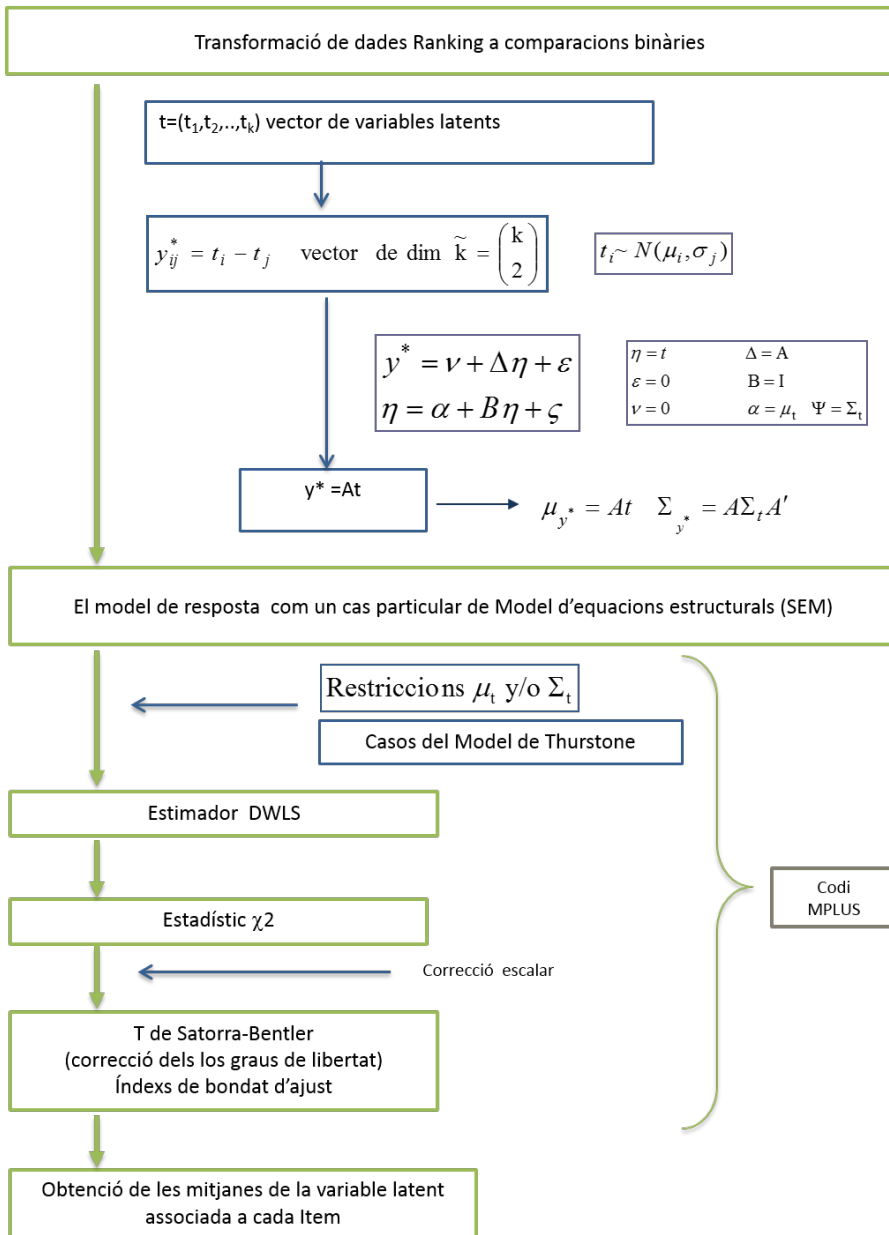 Transformació de dades Ranking a comparacions binàries
t=(t₁,t₂,..,tₖ) vector de variables latents
y*ᵢⱼ = tᵢ − tⱼ vector de dim k̃ = (k 2)
tᵢ~ N(μᵢ,σⱼ)
y* = ν + Δη + ε
η = α + Bη + ς
η = t Δ = A
ε = 0 B = I
ν = 0 α = μₜ Ψ = Σₜ
y* =At
μ_y* = At Σ_y* = AΣₜA′
El model de resposta com un cas particular de Model d'equacions estructurals (SEM)
Restriccions μₜ y/o Σₜ
Casos del Model de Thurstone
Estimador DWLS
Estadístic χ2
Codi
MPLUS
Correcció escalar
T de Satorra-Bentler
(correcció dels los graus de libertat)
Índexs de bondat d'ajust
Obtenció de les mitjanes de la variable latent
associada a cada Item